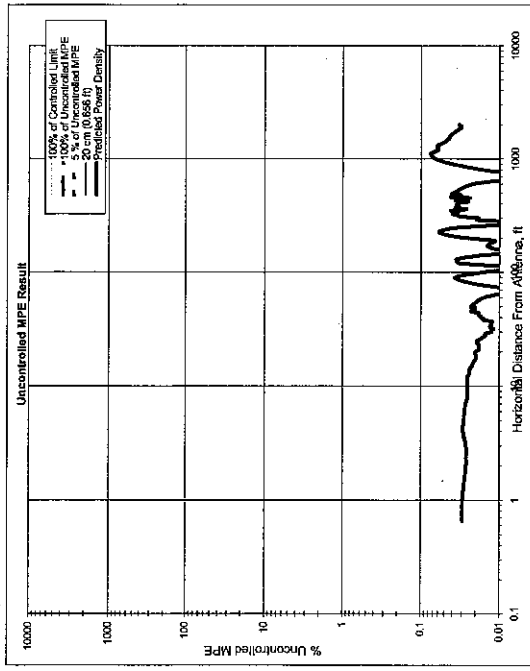 Uncontrolled MPE Result
100% of Controlled Limit
100% of Uncontrolled MPE
5 % of Uncontrolled MPE
20 cm (0.656 ft)
Predicted Power Density
% Uncontrolled MPE
10000
1000
100
10
1
0.1
0.01
0.1
1
10
100
1000
10000
Horizontal Distance From Antenna, ft